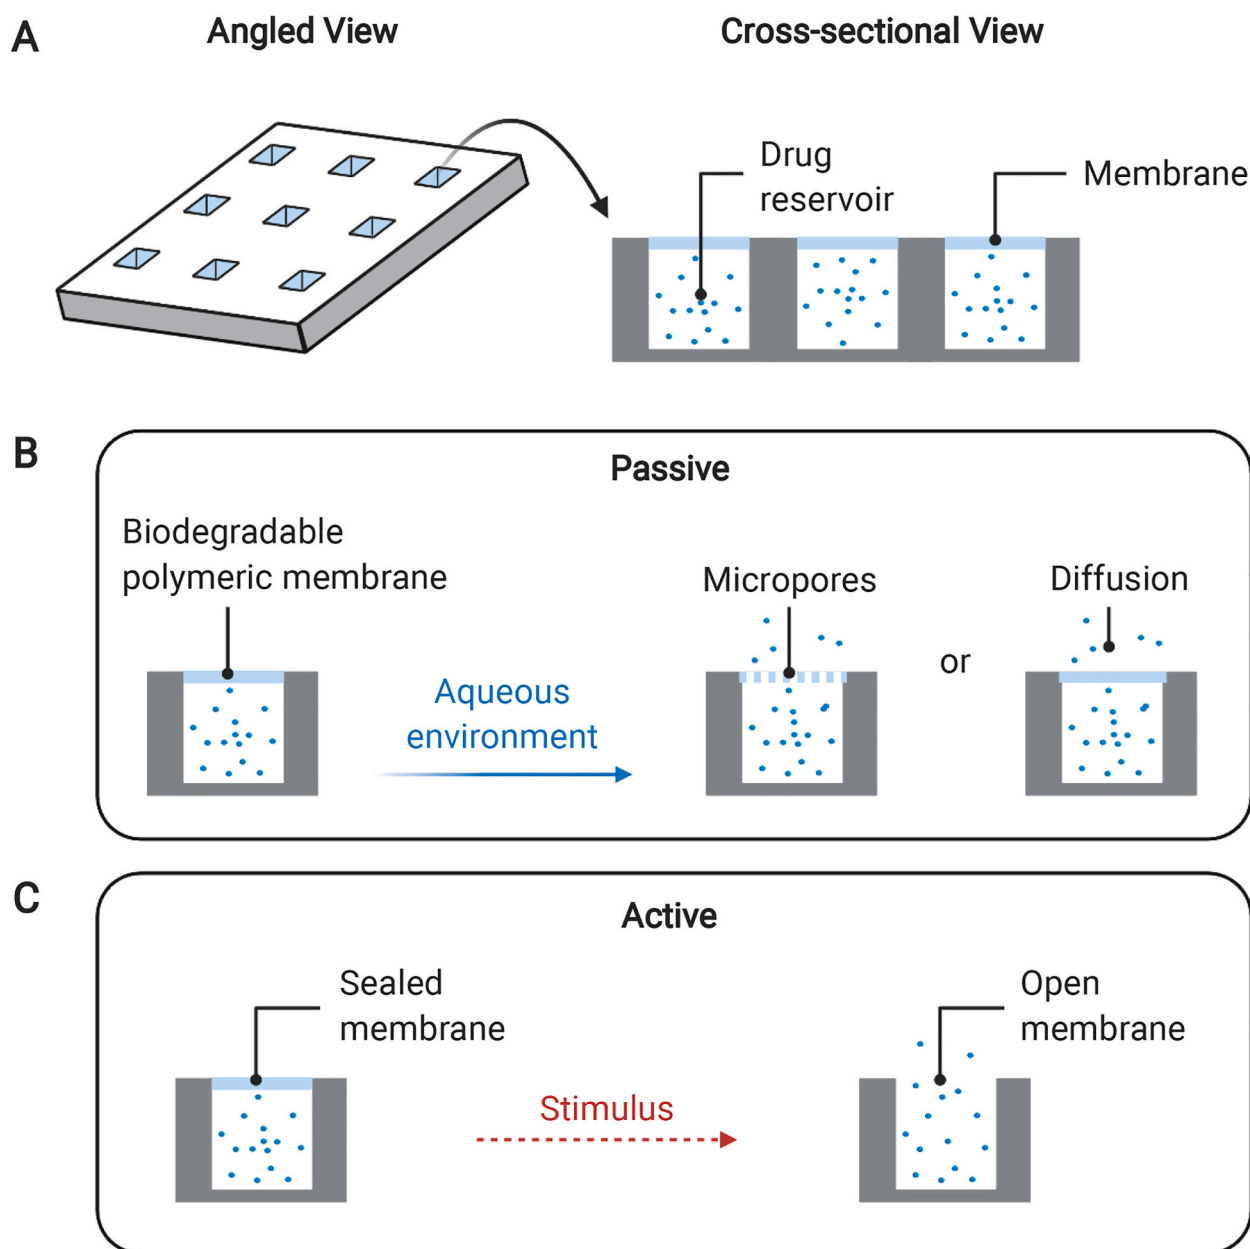 A
Angled View
Cross-sectional View
Drug
reservoir
Membrane
B
Passive
Biodegradable
polymeric membrane
Aqueous
environment
Micropores
or
Diffusion
C
Active
Sealed
membrane
Stimulus
Open
membrane